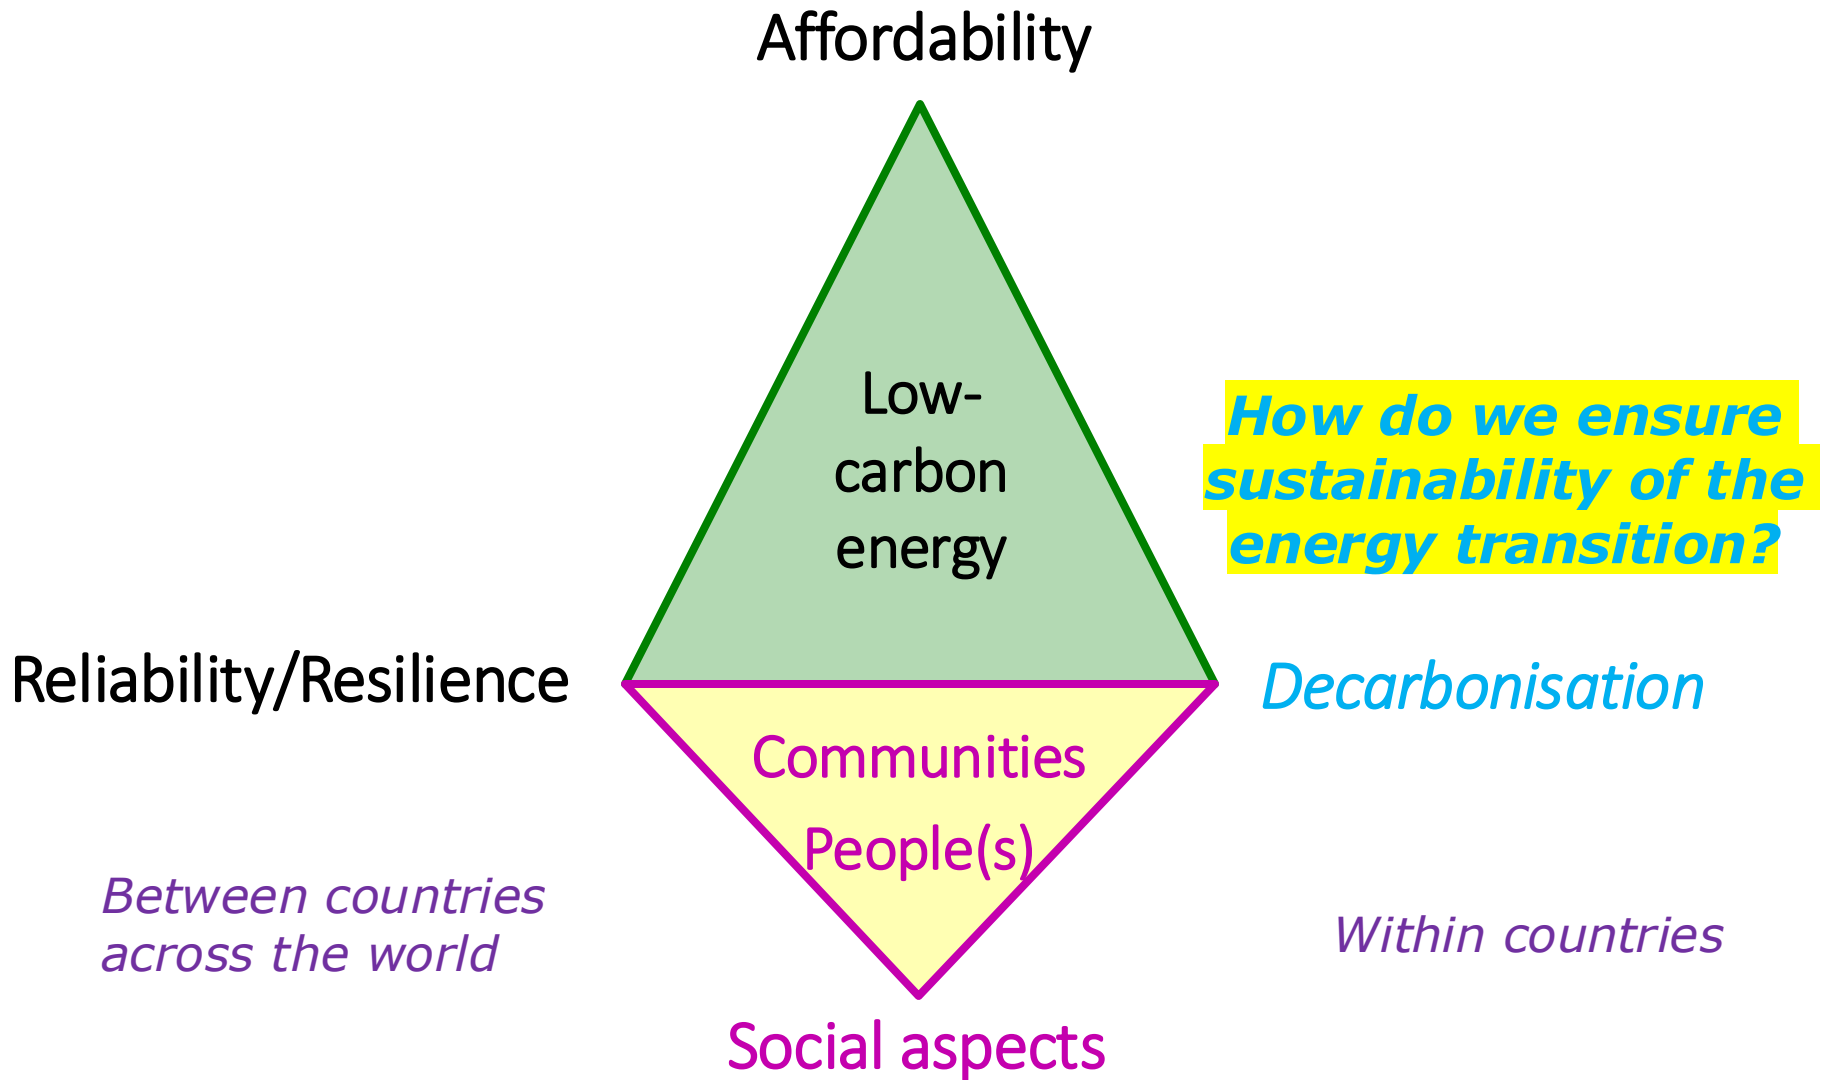 Affordability
Low-
carbon
energy
How do we ensure
sustainability of the
energy transition?
Reliability/Resilience
Decarbonisation
Communities
People(s)
Between countries
across the world
Within countries
Social aspects